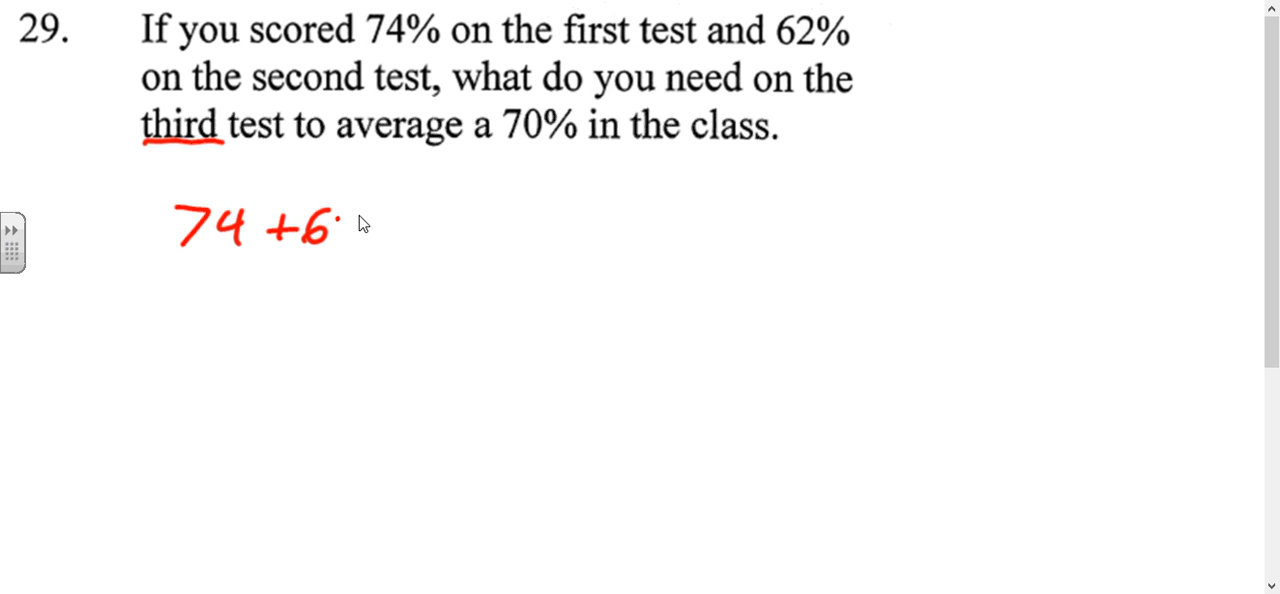 29. If you scored 74% on the first test and 62%
on the second test, what do you need on the
third test to average a 70% in the class.
74 +6